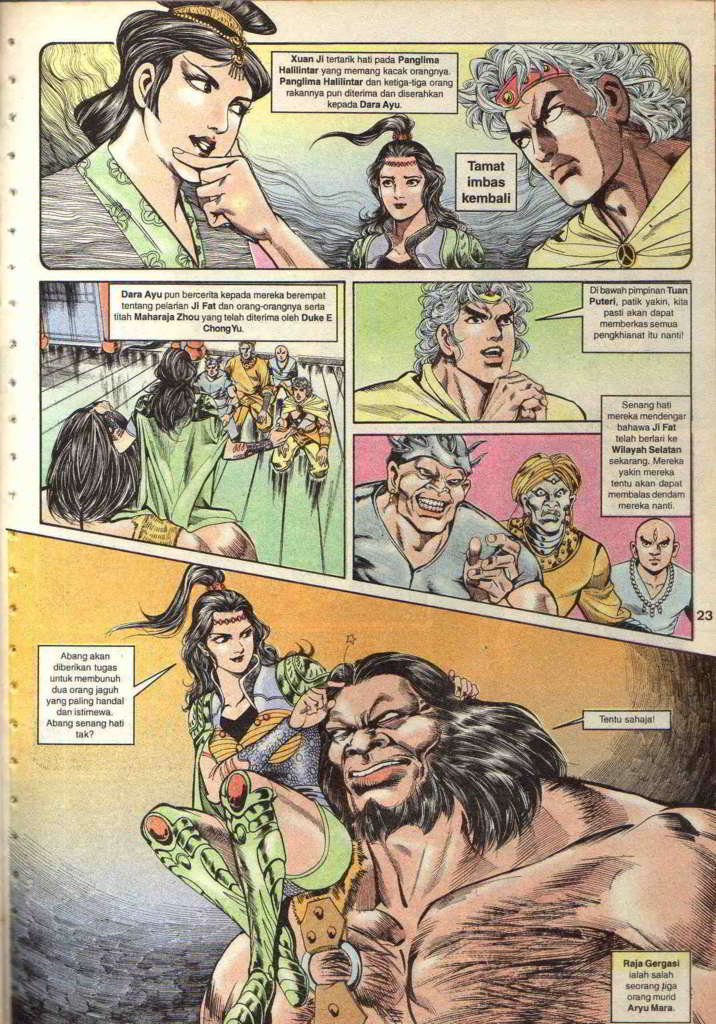 Xuan Ji tertarik hati pada Panglima
Halilintar yang memang kacak orangnya.
Panglima Halilintar dan ketiga-tiga orang
rakannya pun diterima dan diserahkan
kepada Dara Ayu.
Tamat
imbas
kembali
Dara Ayu pun bercerita kepada mereka berempat
tentang pelarian Ji Fat dan orang-orangnya serta
titah Maharaja Zhou yang telah diterima oleh Duke E
ChongYu.
Di bawah pimpinan Tuan
Puteri, patik yakin, kita
pasti akan dapat
memberkas semua
pengkhianat itu nanti!
Senang hati
mereka mendengar
bahawa Ji Fat
telah berlari ke
Wilayah Selatan
sekarang. Mereka
yakin mereka
tentu akan dapat
membalas dendam
mereka nanti.
23
Abang akan
diberikan tugas
untuk membunuh
dua orang jaguh
yang paling handal
dan istimewa.
Abang senang hati
tak?
Tentu sahaja!
Raja Gergasi
ialah salah
seorang tiga
orang murid
Aryu Mara.